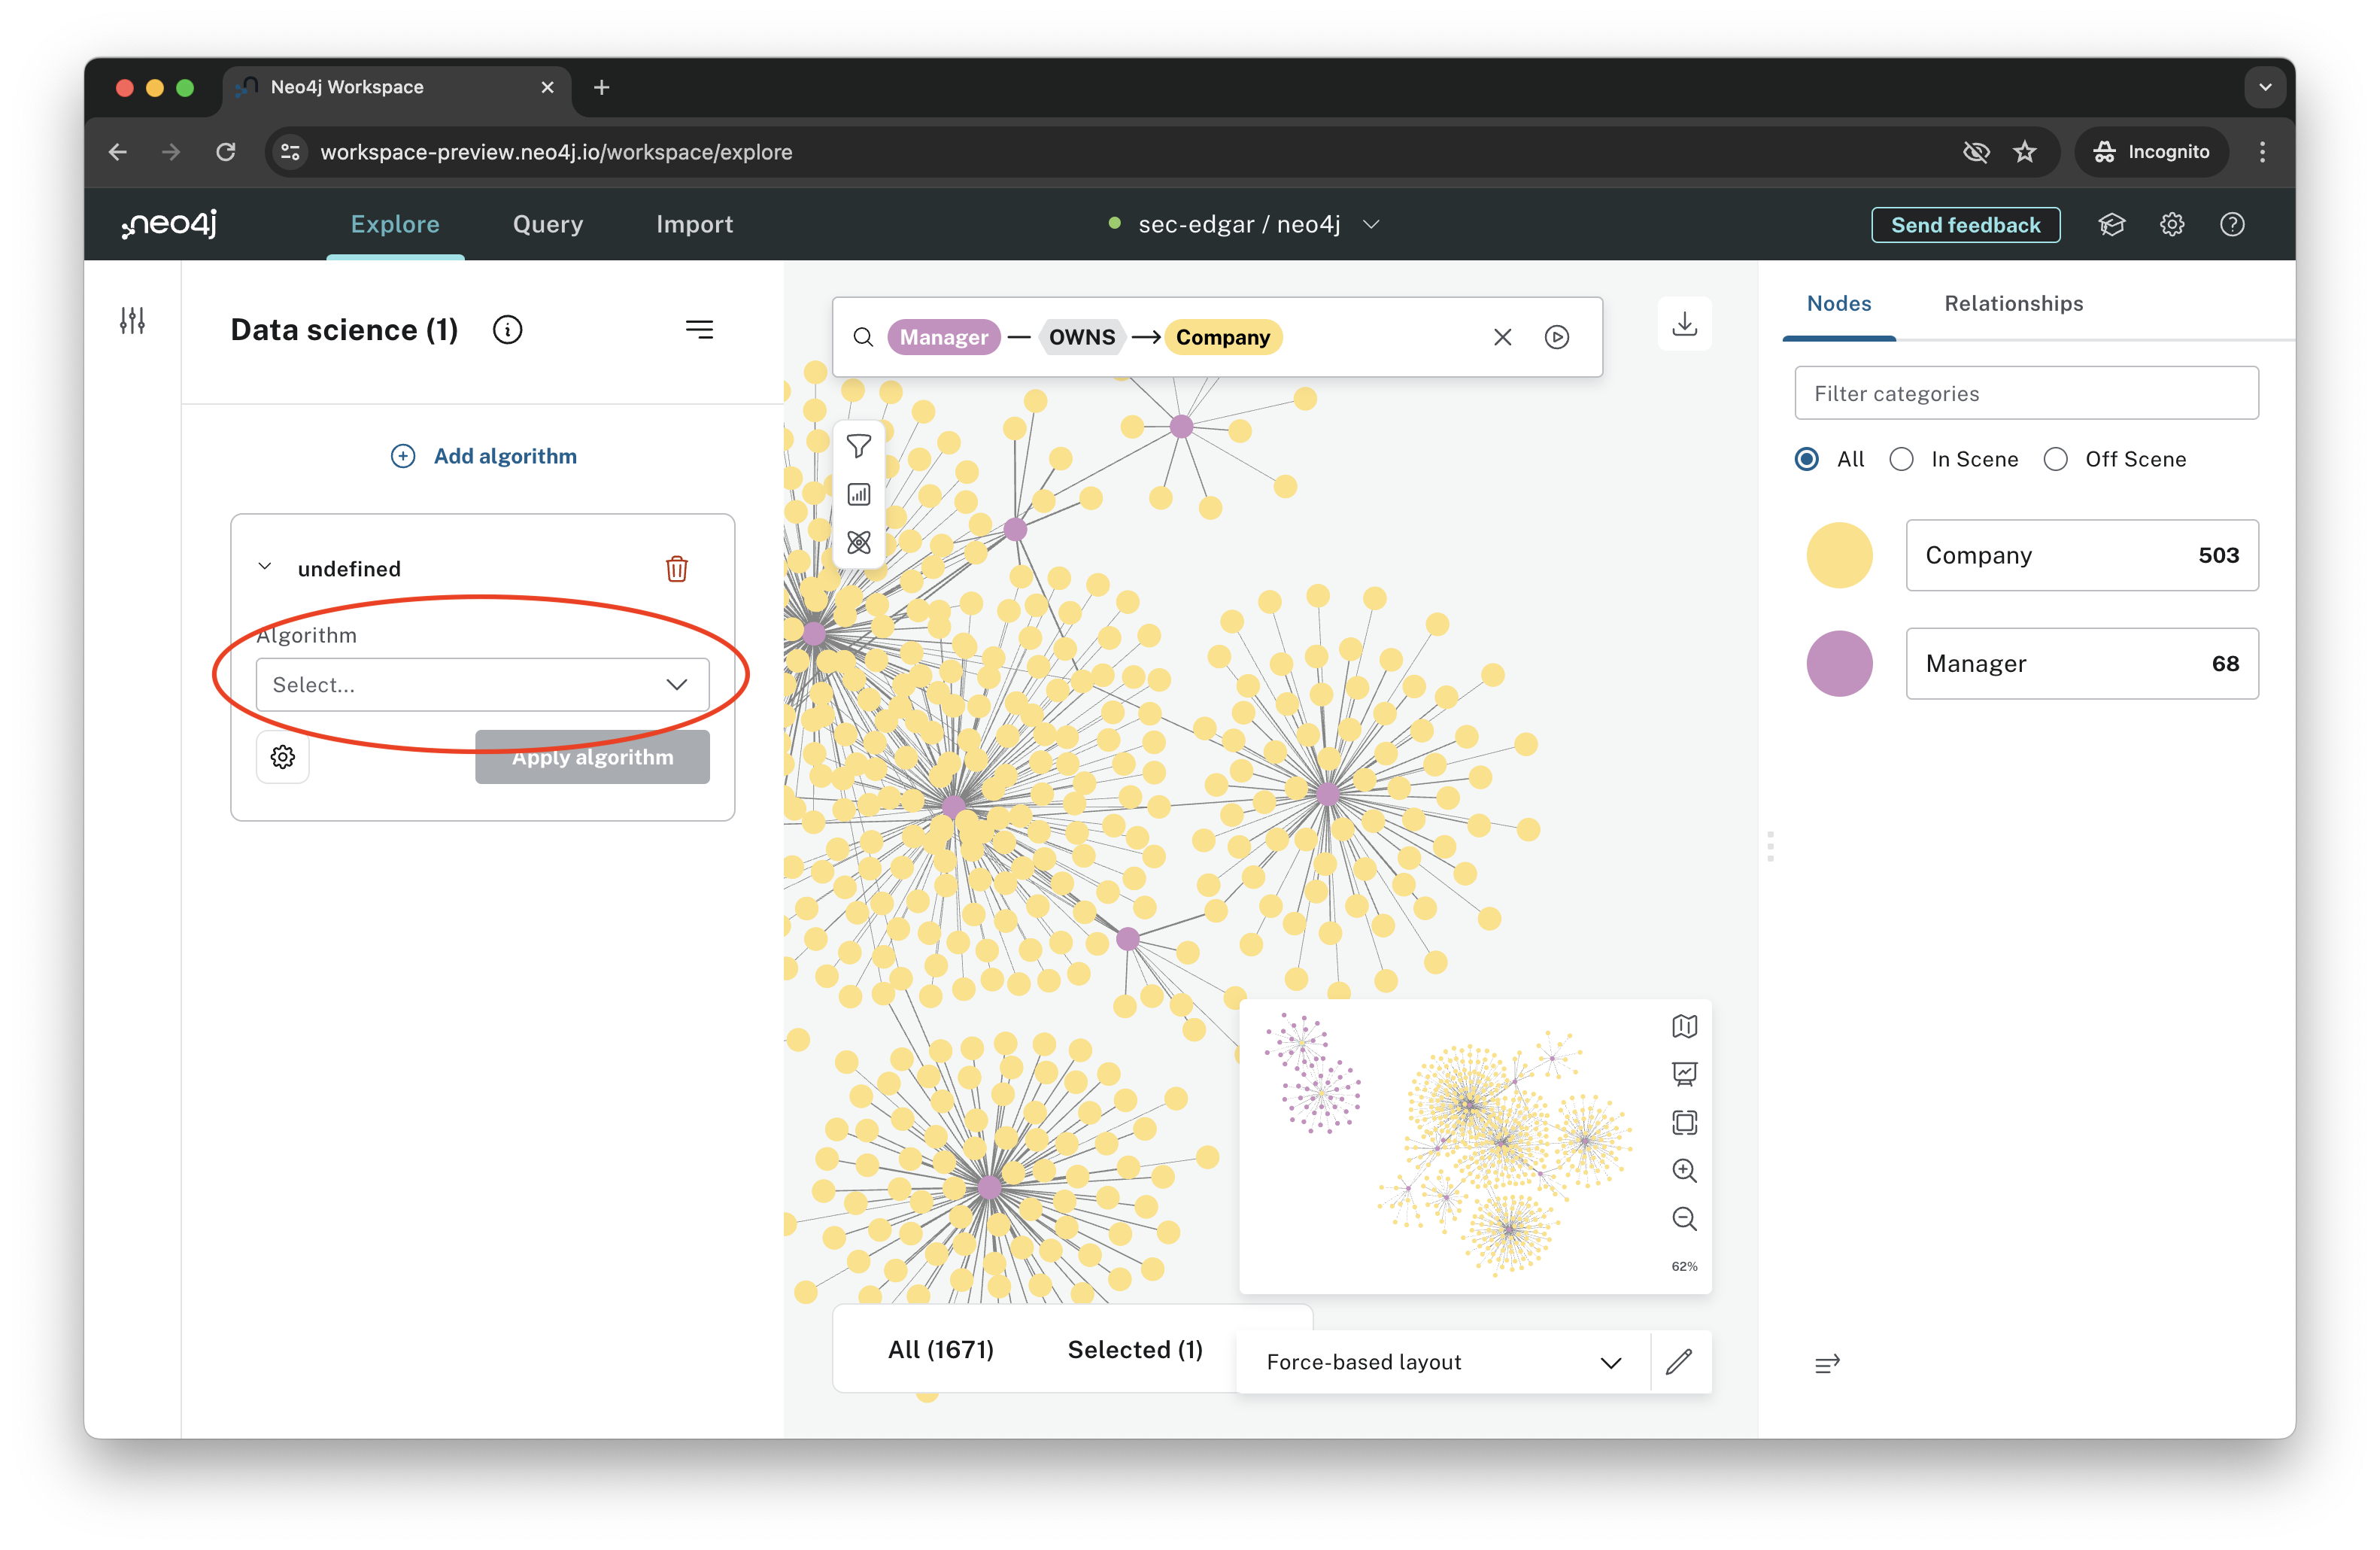 Neo4j Workspace
workspace-preview.neo4j.io/workspace/explore
Incognito
neo4j
Explore
Query
Import
sec-edgar / neo4j
Send feedback
Data science (1)
Add algorithm
undefined
Algorithm
Select...
Apply algorithm
Manager
OWNS
Company
All (1671)
Selected (1)
62%
Force-based layout
Nodes
Relationships
Filter categories
All
In Scene
Off Scene
Company 503
Manager 68